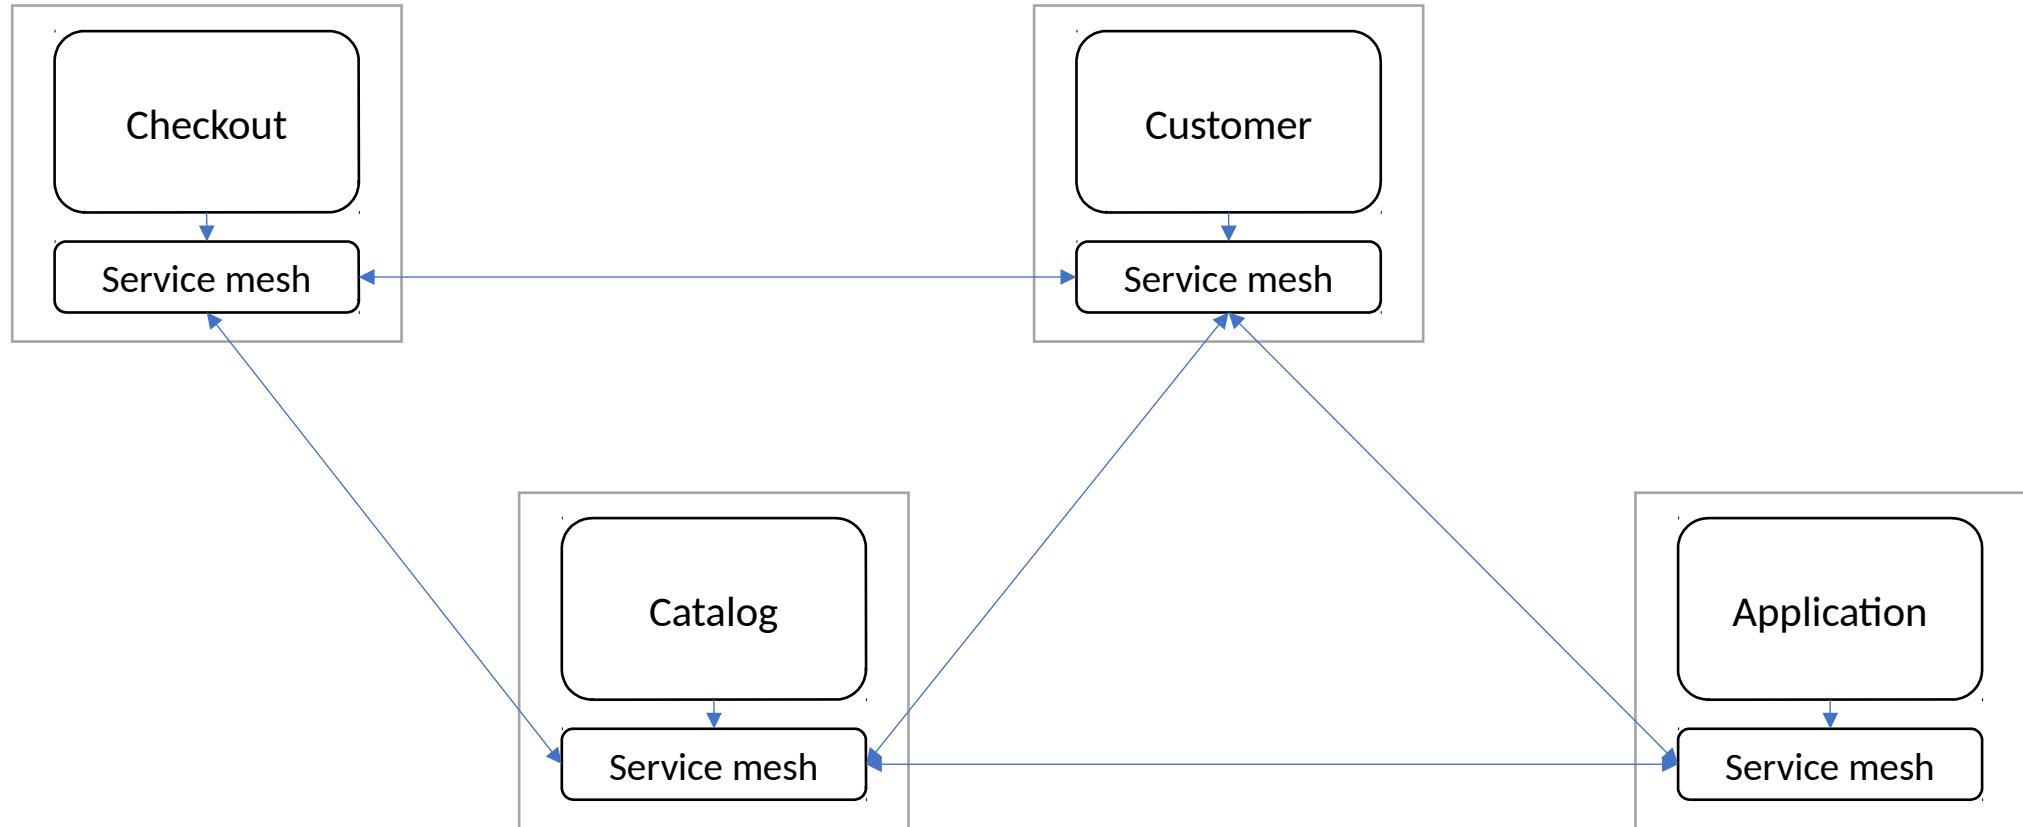 Checkout
Service mesh
Customer
Service mesh
Catalog
Service mesh
Application
Service mesh